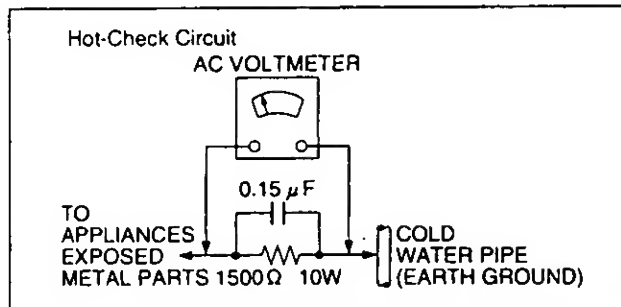 Hot-Check Circuit
AC VOLTMETER
0.15 μF
TO
APPLIANCES
EXPOSED
METAL PARTS 1500Ω 10W
COLD
WATER PIPE
(EARTH GROUND)